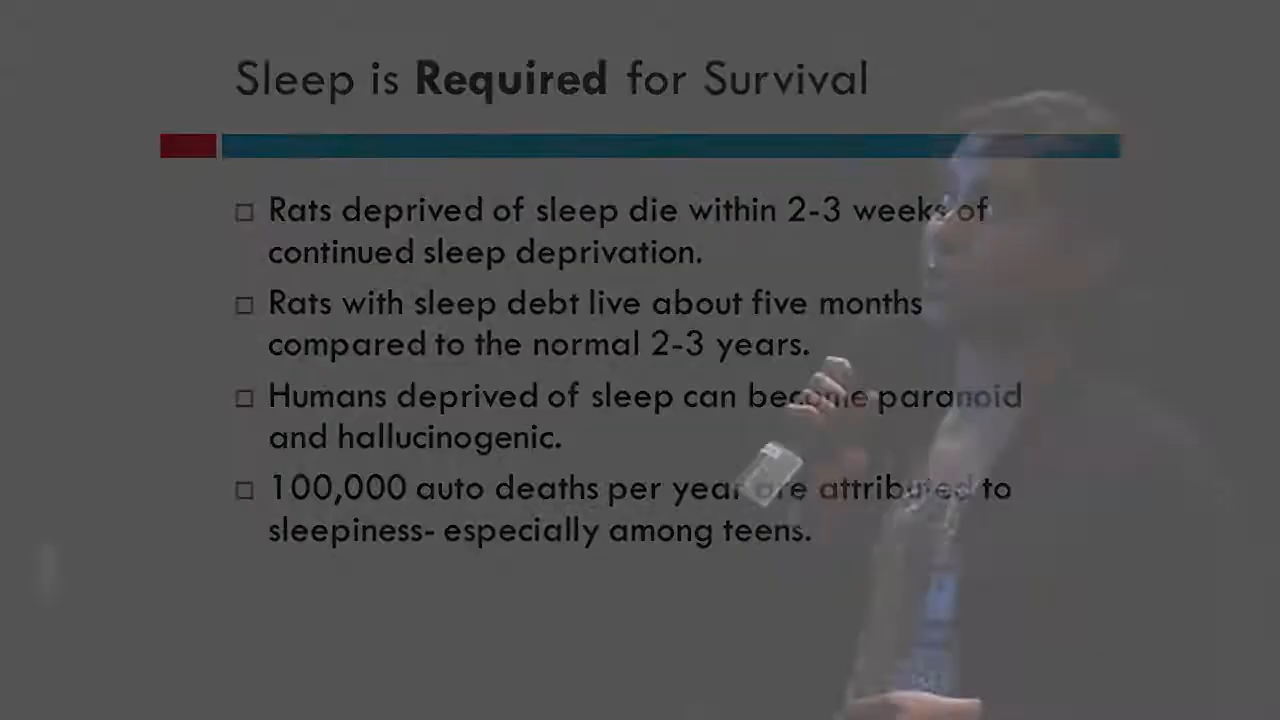 Sleep is Required for Survival
Rats deprived of sleep die within 2-3 weeks of
continued sleep deprivation.
Rats with sleep debt live about five months
compared to the normal 2-3 years.
Humans deprived of sleep can become paranoid
and hallucinogenic.
100,000 auto deaths per year are attributed to
sleepiness- especially among teens.